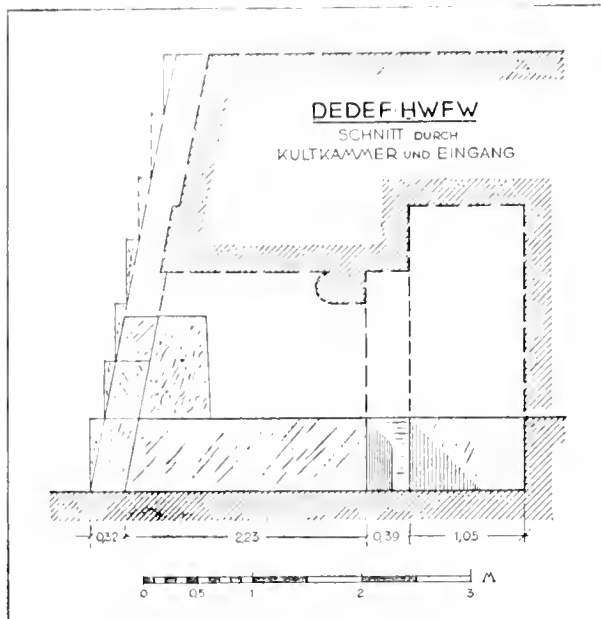 DEDEF·HWFW
SCHNITT DURCH
KULTKAMMER UND EINGANG
0,32 2,23 0,39 1,05
M
0 0,5 1 2 3